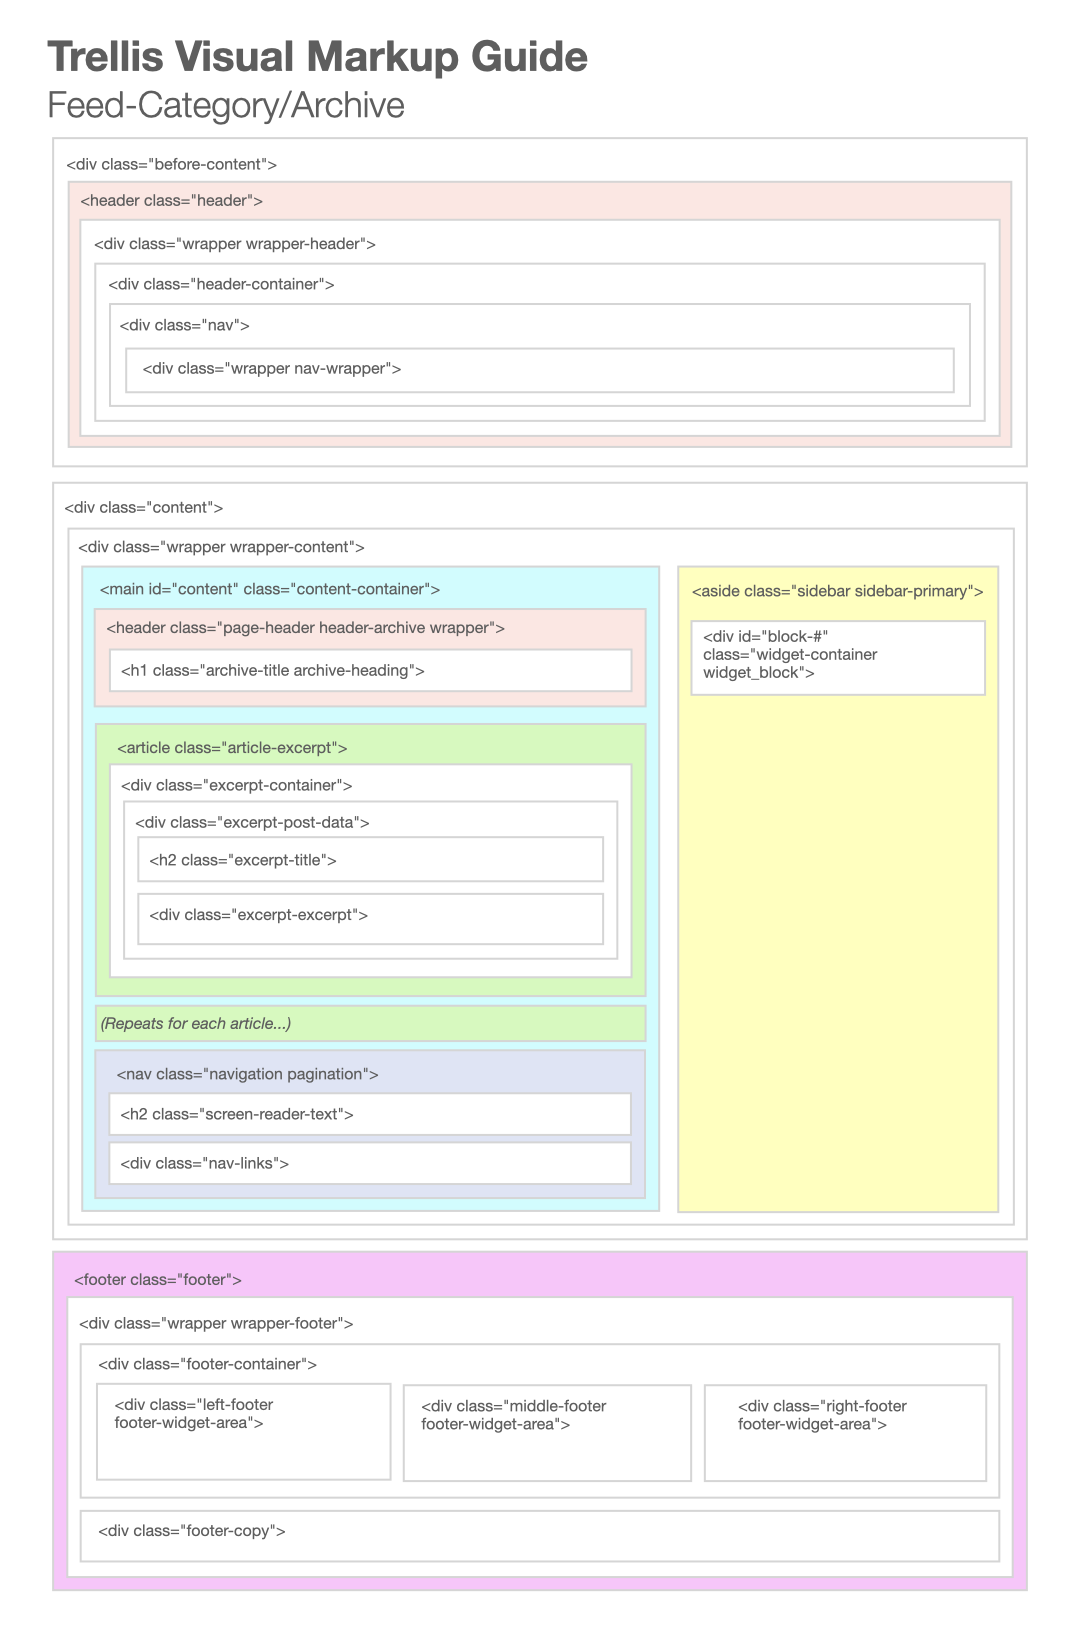 Trellis Visual Markup Guide
Feed-Category/Archive
<div class="before-content">
<header class="header">
<div class="wrapper wrapper-header">
<div class="header-container">
<div class="nav">
<div class="wrapper nav-wrapper">
<div class="content">
<div class="wrapper wrapper-content">
<main id="content" class="content-container">
<header class="page-header header-archive wrapper">
<h1 class="archive-title archive-heading">
<article class="article-excerpt">
<div class="excerpt-container">
<div class="excerpt-post-data">
<h2 class="excerpt-title">
<div class="excerpt-excerpt">
(Repeats for each article...)
<nav class="navigation pagination">
<h2 class="screen-reader-text">
<div class="nav-links">
<aside class="sidebar sidebar-primary">
<div id="block-#"
class="widget-container
widget_block">
<footer class="footer">
<div class="wrapper wrapper-footer">
<div class="footer-container">
<div class="left-footer
footer-widget-area">
<div class="middle-footer
footer-widget-area">
<div class="right-footer
footer-widget-area">
<div class="footer-copy">